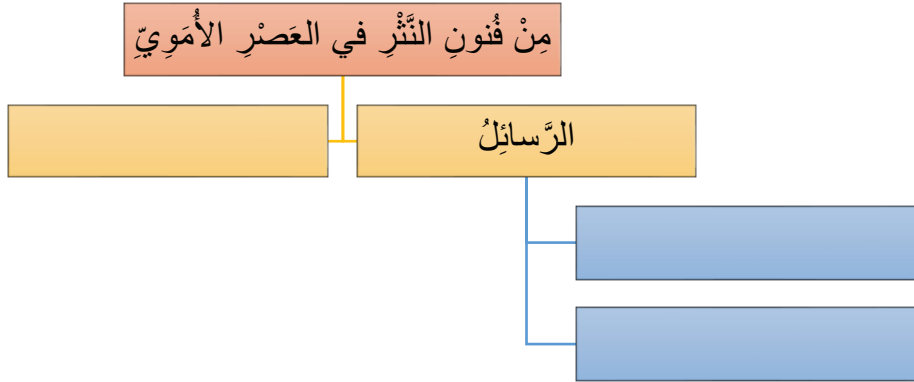 مِنْ فُنونِ النَّثْرِ في العَصْرِ الأُمَوِيِّ
الرَّسائِلُ